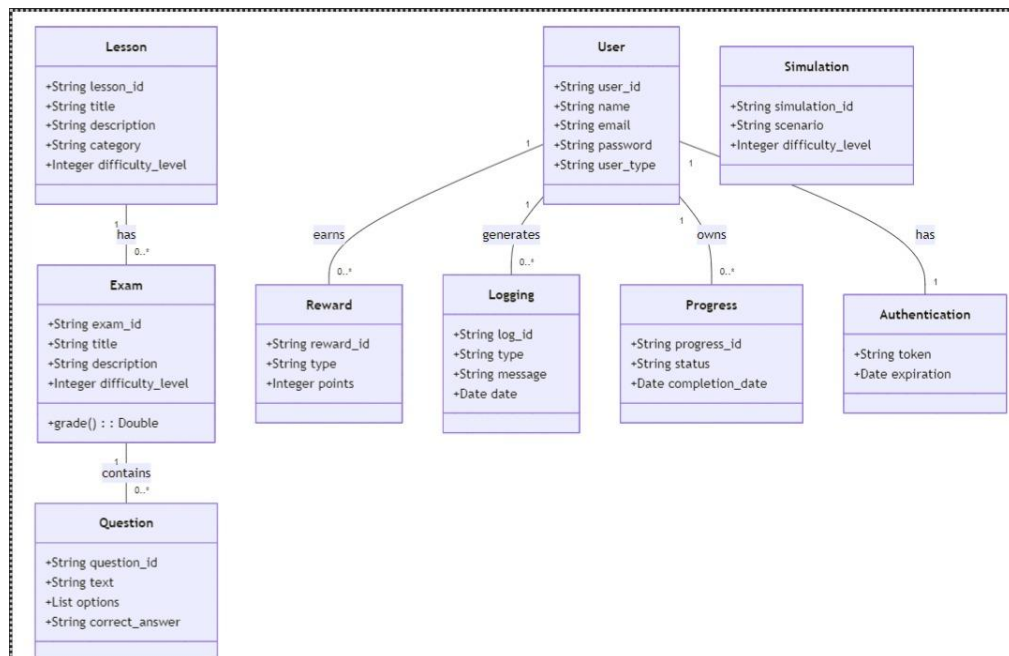 Lesson
+String lesson_id
+String title
+String description
+String category
+Integer difficulty_level
1
has
0..*
Exam
+String exam_id
+String title
+String description
+Integer difficulty_level
+grade() : : Double
1
contains
0..*
Question
+String question_id
+String text
+List options
+String correct_answer
User
+String user_id
+String name
+String email
+String password
+String user_type
Simulation
+String simulation_id
+String scenario
+Integer difficulty_level
1
earns
0..*
Reward
+String reward_id
+String type
+Integer points
1
generates
0..*
Logging
+String log_id
+String type
+String message
+Date date
1
owns
0..*
Progress
+String progress_id
+String status
+Date completion_date
1
has
1
Authentication
+String token
+Date expiration